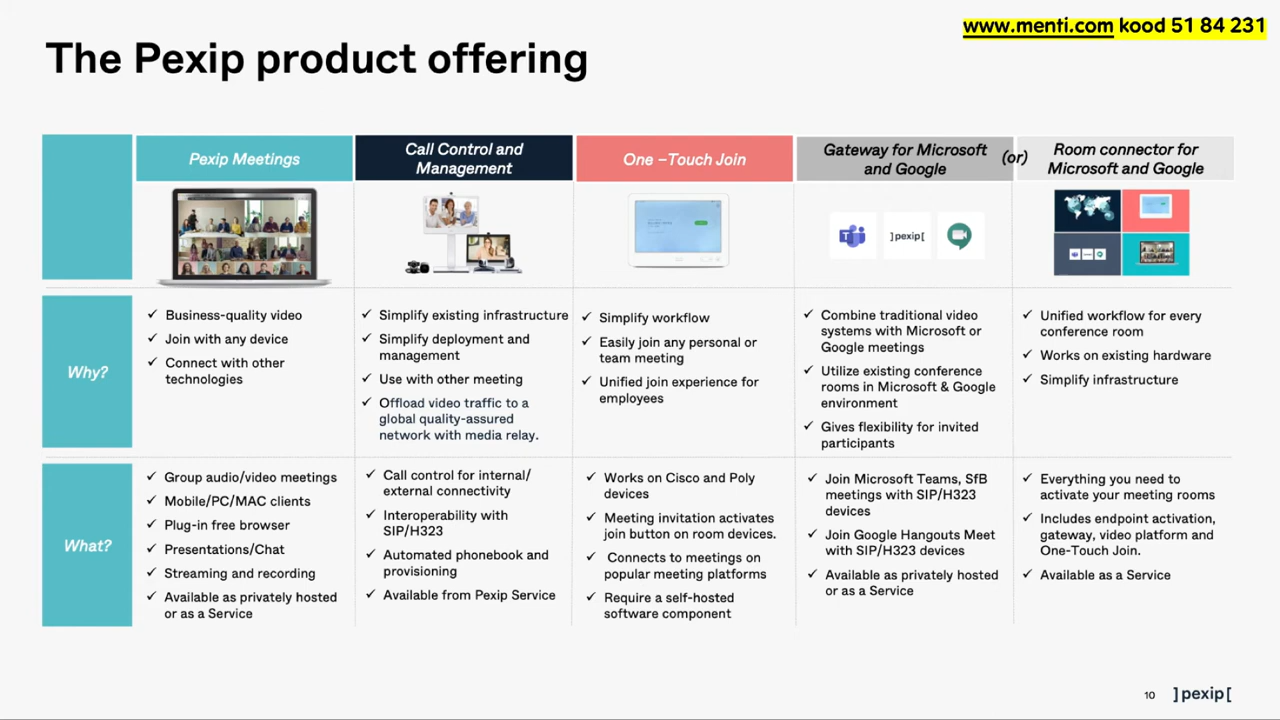 www.menti.com kood 51 84 231
The Pexip product offering
Pexip Meetings
Call Control and
Management
One –Touch Join
Gateway for Microsoft
and Google
(or)
Room connector for
Microsoft and Google
]pexip[
Why?
✓ Business-quality video
✓ Join with any device
✓ Connect with other
technologies
✓ Simplify existing infrastructure
✓ Simplify deployment and
management
✓ Use with other meeting
✓ Offload video traffic to a
global quality-assured
network with media relay.
✓ Simplify workflow
✓ Easily join any personal or
team meeting
✓ Unified join experience for
employees
✓ Combine traditional video
systems with Microsoft or
Google meetings
✓ Utilize existing conference
rooms in Microsoft & Google
environment
✓ Gives flexibility for invited
participants
✓ Unified workflow for every
conference room
✓ Works on existing hardware
✓ Simplify infrastructure
What?
✓ Group audio/video meetings
✓ Mobile/PC/MAC clients
✓ Plug-in free browser
✓ Presentations/Chat
✓ Streaming and recording
✓ Available as privately hosted
or as a Service
✓ Call control for internal/
external connectivity
✓ Interoperability with
SIP/H323
✓ Automated phonebook and
provisioning
✓ Available from Pexip Service
✓ Works on Cisco and Poly
devices
✓ Meeting invitation activates
join button on room devices.
✓ Connects to meetings on
popular meeting platforms
✓ Require a self-hosted
software component
✓ Join Microsoft Teams, SfB
meetings with SIP/H323
devices
✓ Join Google Hangouts Meet
with SIP/H323 devices
✓ Available as privately hosted
or as a Service
✓ Everything you need to
activate your meeting rooms
✓ Includes endpoint activation,
gateway, video platform and
One-Touch Join.
✓ Available as a Service
10 ]pexip[